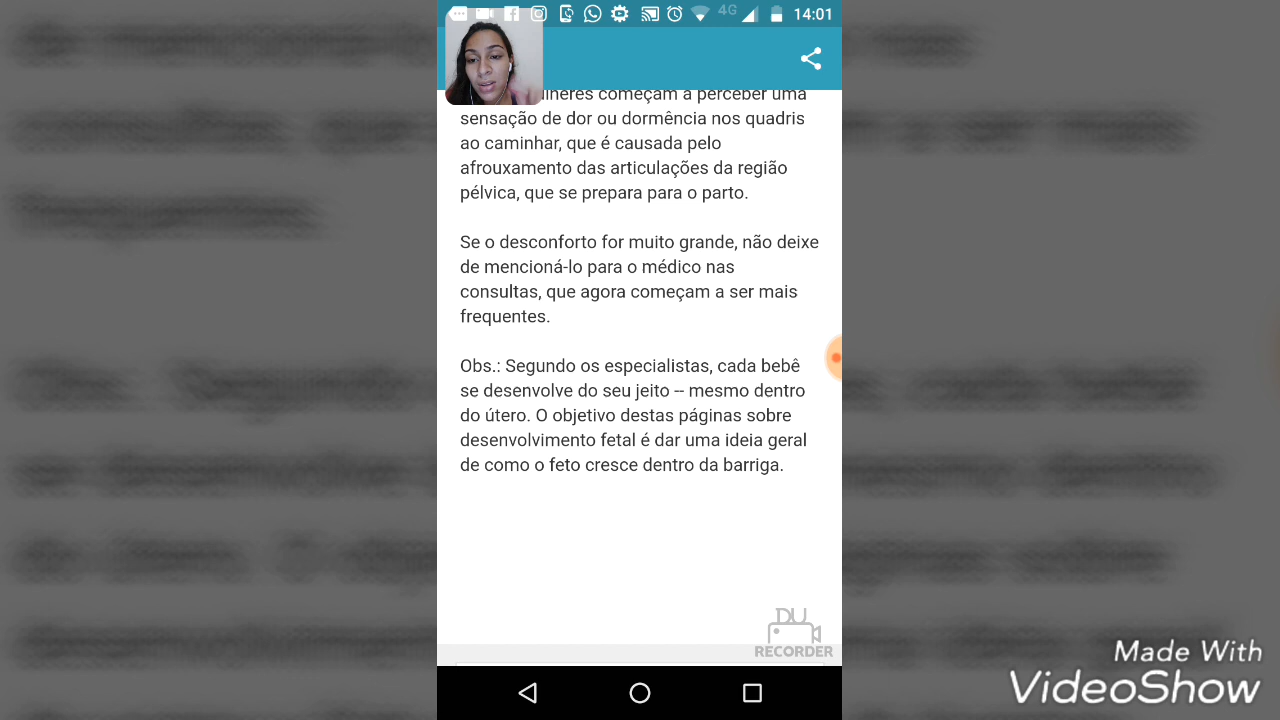 4G 14:01
lheres começam a perceber uma
sensação de dor ou dormência nos quadris
ao caminhar, que é causada pelo
afrouxamento das articulações da região
pélvica, que se prepara para o parto.
Se o desconforto for muito grande, não deixe
de mencioná-lo para o médico nas
consultas, que agora começam a ser mais
frequentes.
Obs.: Segundo os especialistas, cada bebê
se desenvolve do seu jeito -- mesmo dentro
do útero. O objetivo destas páginas sobre
desenvolvimento fetal é dar uma ideia geral
de como o feto cresce dentro da barriga.
DU
RECORDER
Made With
VideoShow